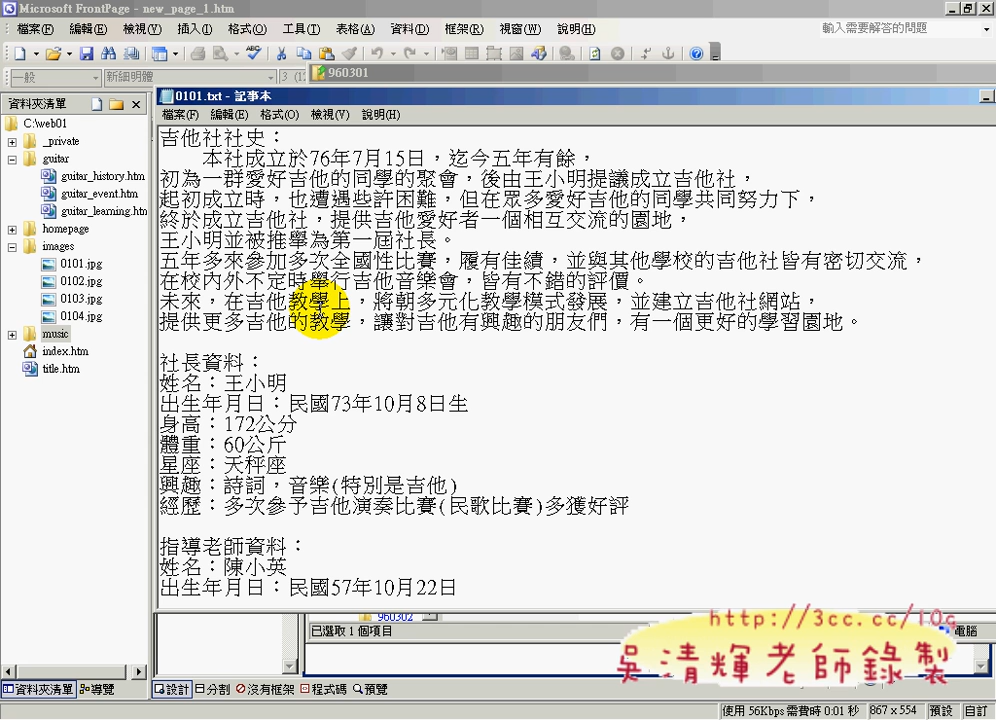 Microsoft FrontPage - new_page_1.htm
檔案(F) 編輯(E) 檢視(V) 插入(I) 格式(O) 工具(T) 表格(A) 資料(D) 框架(R) 視窗(W) 說明(H) 輸入需要解答的問題
一般 新細明體 3 (12 960301
資料夾清單
C:\web01
_private
guitar
guitar_history.htm
guitar_event.htm
guitar_learning.htm
homepage
images
0101.jpg
0102.jpg
0103.jpg
0104.jpg
music
index.htm
title.htm
0101.txt - 記事本
檔案(F) 編輯(E) 格式(O) 檢視(V) 說明(H)
吉他社社史：
本社成立於76年7月15日，迄今五年有餘，
初為一群愛好吉他的同學的聚會，後由王小明提議成立吉他社，
起初成立時，也遭遇些許困難，但在眾多愛好吉他的同學共同努力下，
終於成立吉他社，提供吉他愛好者一個相互交流的園地，
王小明並被推舉為第一屆社長。
五年多來參加多次全國性比賽，履有佳績，並與其他學校的吉他社皆有密切交流，
在校內外不定時舉行吉他音樂會，皆有不錯的評價。
未來，在吉他教學上，將朝多元化教學模式發展，並建立吉他社網站，
提供更多吉他的教學，讓對吉他有興趣的朋友們，有一個更好的學習園地。
社長資料：
姓名：王小明
出生年月日：民國73年10月8日生
身高：172公分
體重：60公斤
星座：天秤座
興趣：詩詞，音樂(特別是吉他)
經歷：多次參予吉他演奏比賽(民歌比賽)多獲好評
指導老師資料：
姓名：陳小英
出生年月日：民國57年10月22日
960302
已選取 1 個項目
電腦
http://3cc.cc/10g
吳清輝老師錄製
資料夾清單 導覽 設計 分割 沒有框架 程式碼 預覽
使用 56Kbps 需費時 0:01 秒 867 x 554 預設 自訂